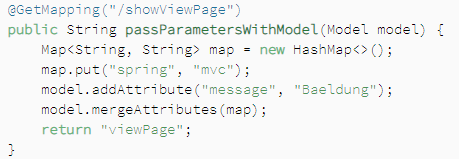 @GetMapping("/showViewPage")
public String passParametersWithModel(Model model) {
    Map<String, String> map = new HashMap<>();
    map.put("spring", "mvc");
    model.addAttribute("message", "Baeldung");
    model.mergeAttributes(map);
    return "viewPage";
}